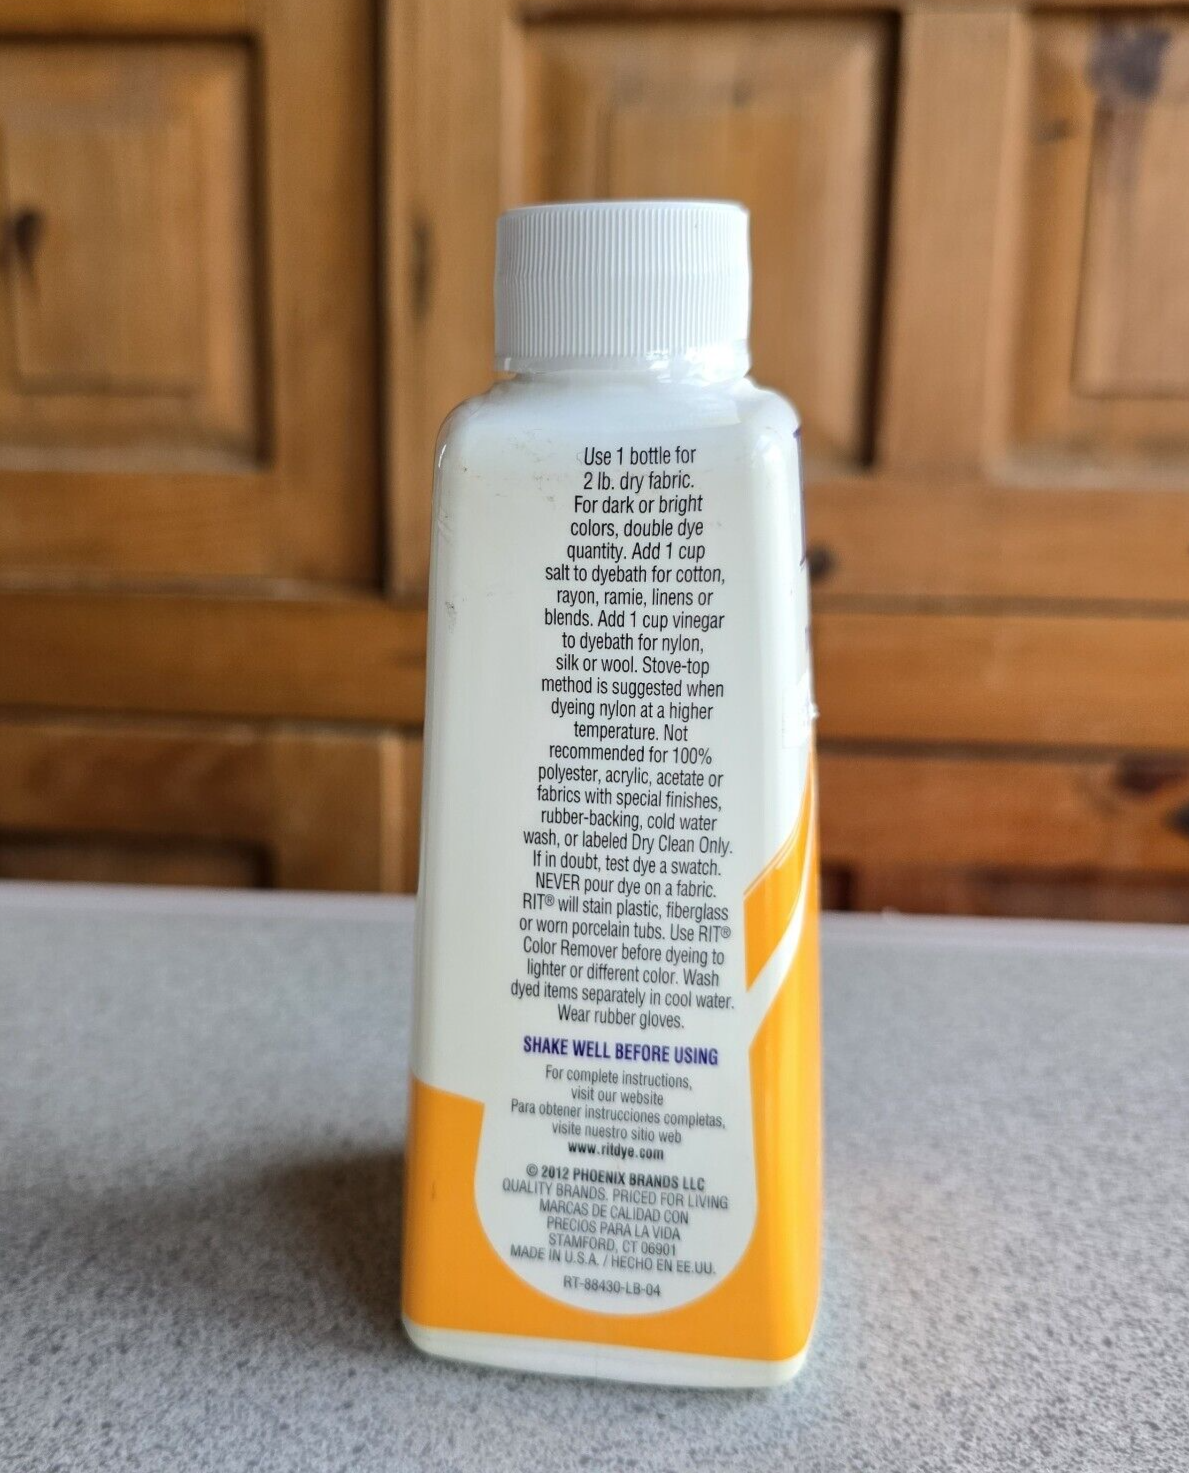 Use 1 bottle for
2 lb. dry fabric.
For dark or bright
colors, double dye
quantity. Add 1 cup
salt to dyebath for cotton,
rayon, ramie, linens or
blends. Add 1 cup vinegar
to dyebath for nylon,
silk or wool. Stove-top
method is suggested when
dyeing nylon at a higher
temperature. Not
recommended for 100%
polyester, acrylic, acetate or
fabrics with special finishes,
rubber-backing, cold water
wash, or labeled Dry Clean Only.
If in doubt, test dye a swatch.
NEVER pour dye on a fabric.
RIT® will stain plastic, fiberglass
or worn porcelain tubs. Use RIT®
Color Remover before dyeing to
lighter or different color. Wash
dyed items separately in cool water.
Wear rubber gloves.
SHAKE WELL BEFORE USING
For complete instructions,
visit our website
Para obtener instrucciones completas,
visite nuestro sitio web
www.ritdye.com
© 2012 PHOENIX BRANDS LLC
QUALITY BRANDS. PRICED FOR LIVING
MARCAS DE CALIDAD CON
PRECIOS PARA LA VIDA
STAMFORD, CT 06901
MADE IN U.S.A. / HECHO EN EE.UU.
RT-88430-LB-04